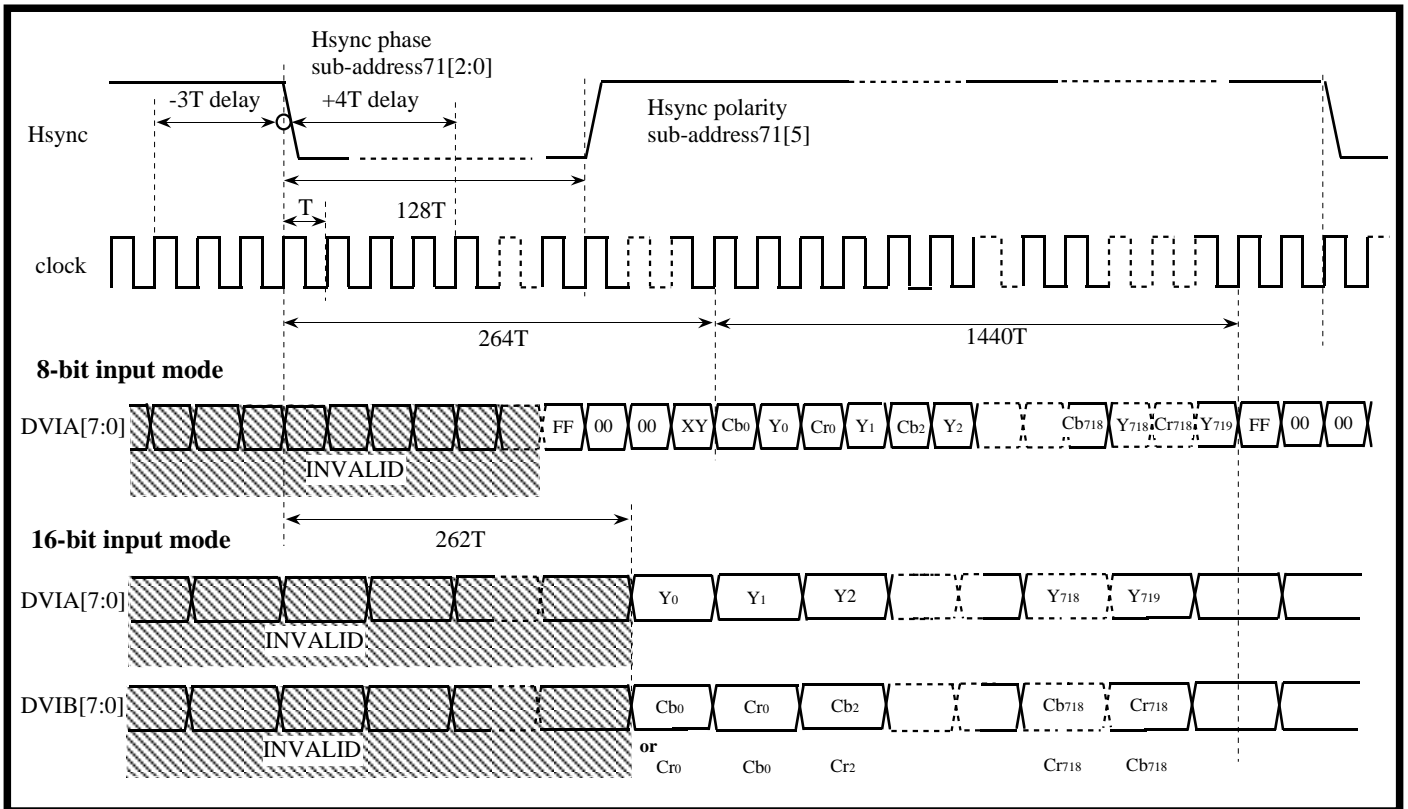 Hsync phase
sub-address71[2:0]
-3T delay
+4T delay
Hsync
Hsync polarity
sub-address71[5]
T
128T
clock
264T
1440T
8-bit input mode
DVIA[7:0]
FF 00 00 XY Cb0 Y0 Cr0 Y1 Cb2 Y2 Cb718 Y718 Cr718 Y719 FF 00 00
INVALID
262T
16-bit input mode
DVIA[7:0]
Y0 Y1 Y2 Y718 Y719
INVALID
DVIB[7:0]
Cb0 Cr0 Cb2 Cb718 Cr718
INVALID
or
Cr0 Cb0 Cr2 Cr718 Cb718